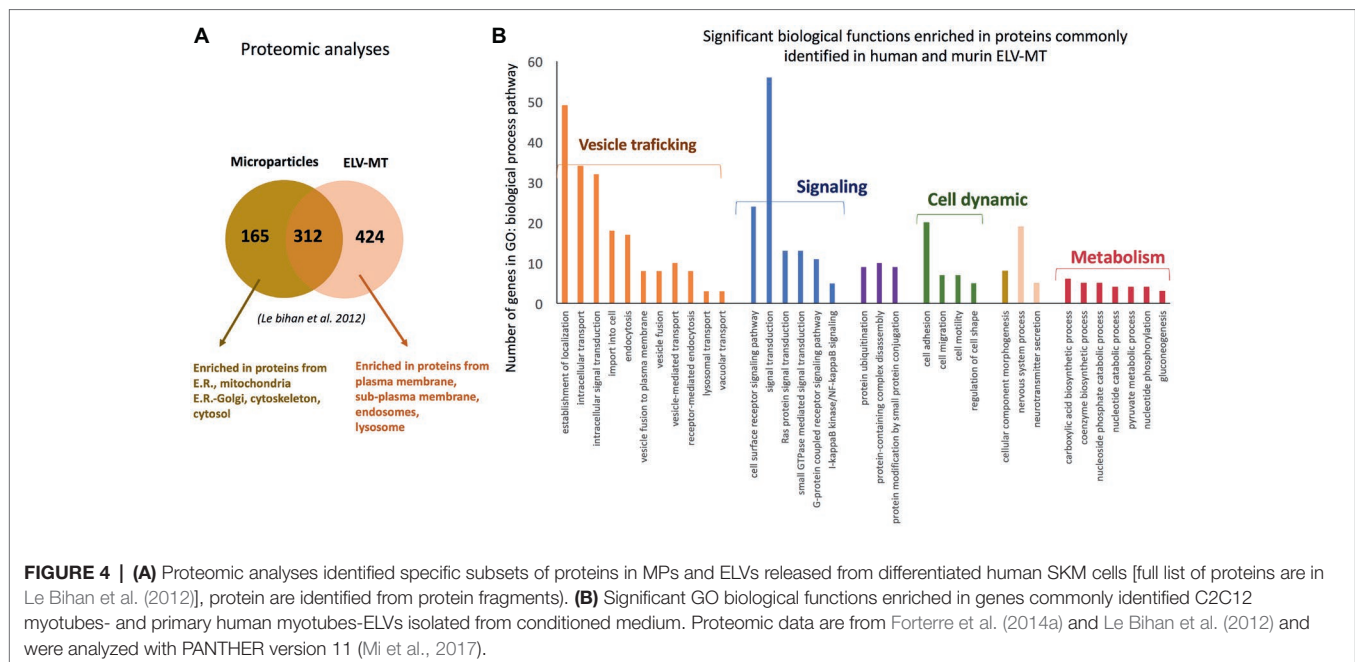 A
Proteomic analyses
Microparticles
ELV-MT
165
312
424
(Le bihan et al. 2012)
Enriched in proteins from
E.R., mitochondria
E.R.-Golgi, cytoskeleton,
cytosol
Enriched in proteins from
plasma membrane,
sub-plasma membrane,
endosomes,
lysosome
B
Significant biological functions enriched in proteins commonly
identified in human and murin ELV-MT
Number of genes in GO: biological process pathway
60
50
40
30
20
10
0
Vesicle traficking
Signaling
Cell dynamic
Metabolism
establishment of localization
intracellular transport
intracellular signal transduction
import into cell
endocytosis
vesicle fusion to plasma membrane
vesicle fusion
vesicle-mediated transport
receptor-mediated endocytosis
lysosomal transport
vacuolar transport
cell surface receptor signaling pathway
signal transduction
Ras protein signal transduction
small GTPase mediated signal transduction
G-protein coupled receptor signaling pathway
I-kappaB kinase/NF-kappaB signaling
protein ubiquitination
protein-containing complex disassembly
protein modification by small protein conjugation
cell adhesion
cell migration
cell motility
regulation of cell shape
cellular component morphogenesis
nervous system process
neurotransmitter secretion
carboxylic acid biosynthetic process
coenzyme biosynthetic process
nucleoside phosphate catabolic process
nucleotide catabolic process
pyruvate metabolic process
nucleotide phosphorylation
gluconeogenesis
FIGURE 4 | (A) Proteomic analyses identified specific subsets of proteins in MPs and ELVs released from differentiated human SKM cells [full list of proteins are in
Le Bihan et al. (2012)], protein are identified from protein fragments). (B) Significant GO biological functions enriched in genes commonly identified C2C12
myotubes- and primary human myotubes-ELVs isolated from conditioned medium. Proteomic data are from Forterre et al. (2014a) and Le Bihan et al. (2012) and
were analyzed with PANTHER version 11 (Mi et al., 2017).